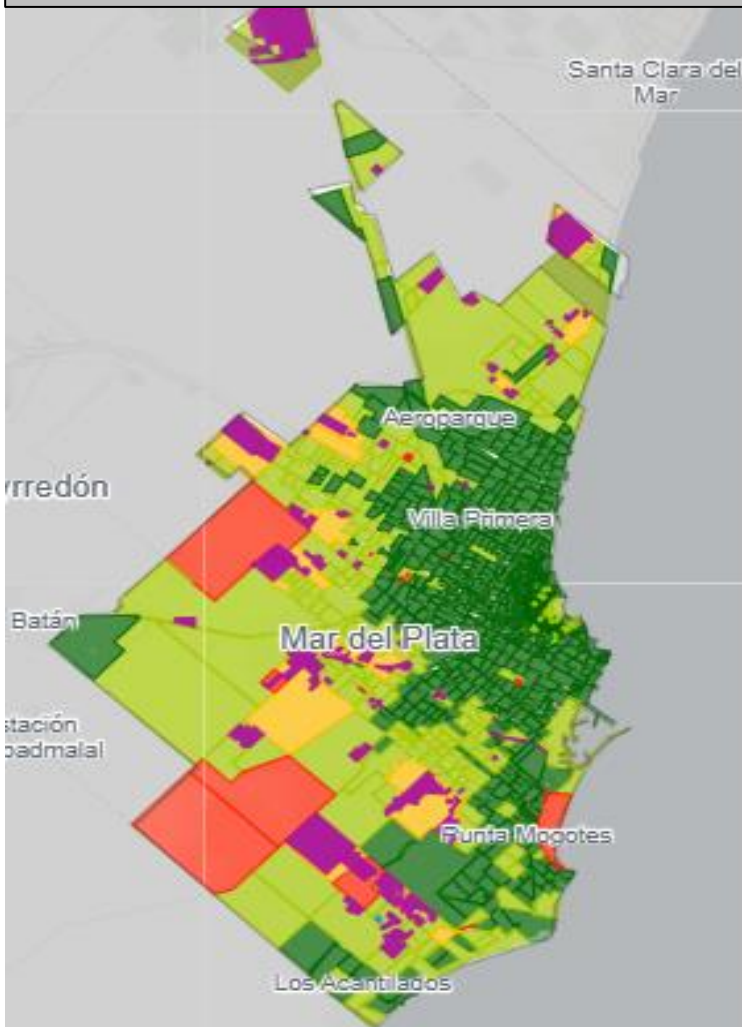 Santa Clara del
Mar
Aeroparque
yrredón
Villa Primera
Batán
Mar del Plata
stación
padmalal
Punta Mogotes
Los Acantilados